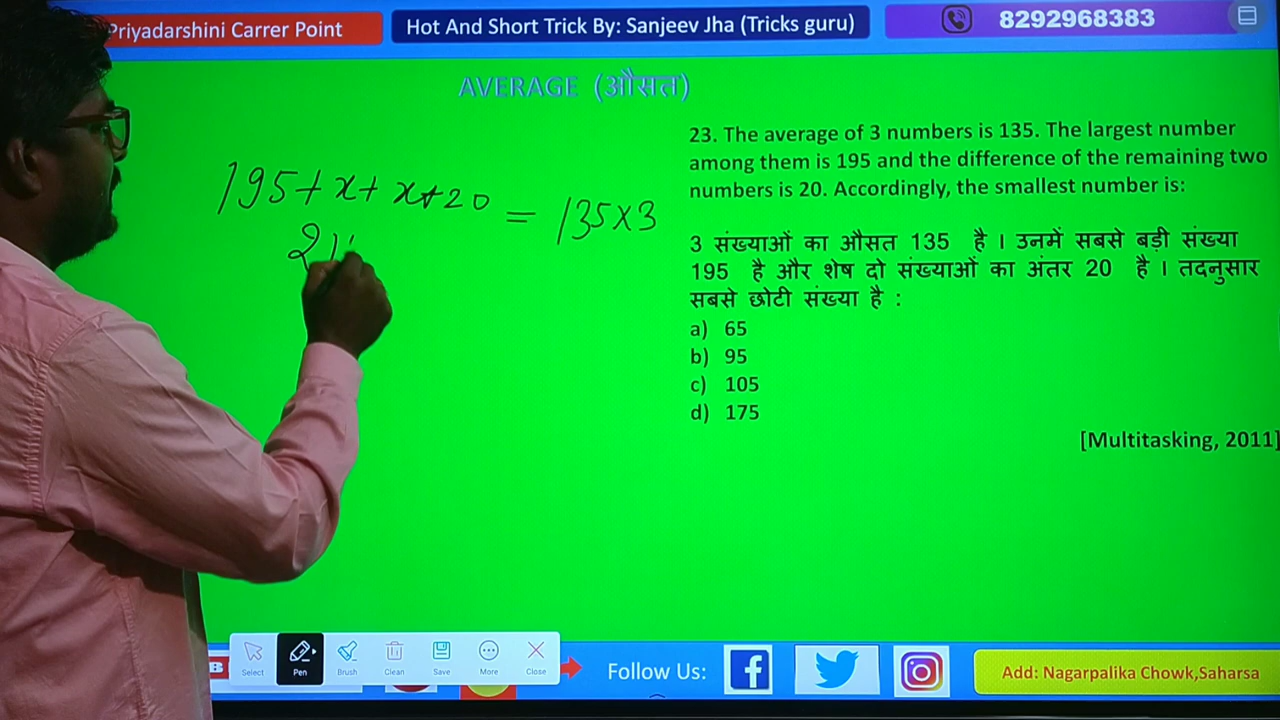 Priyadarshini Carrer Point
Hot And Short Trick By: Sanjeev Jha (Tricks guru)
8292968383
AVERAGE (औसत)
23. The average of 3 numbers is 135. The largest number
among them is 195 and the difference of the remaining two
numbers is 20. Accordingly, the smallest number is:
195+x+x+20 = 135×3
3 संख्याओं का औसत 135 है । उनमें सबसे बड़ी संख्या
195 है और शेष दो संख्याओं का अंतर 20 है । तदनुसार
सबसे छोटी संख्या है :
a) 65
b) 95
c) 105
d) 175
[Multitasking, 2011]
Select
Pen
Brush
Clean
Save
More
Close
Follow Us:
Add: Nagarpalika Chowk,Saharsa